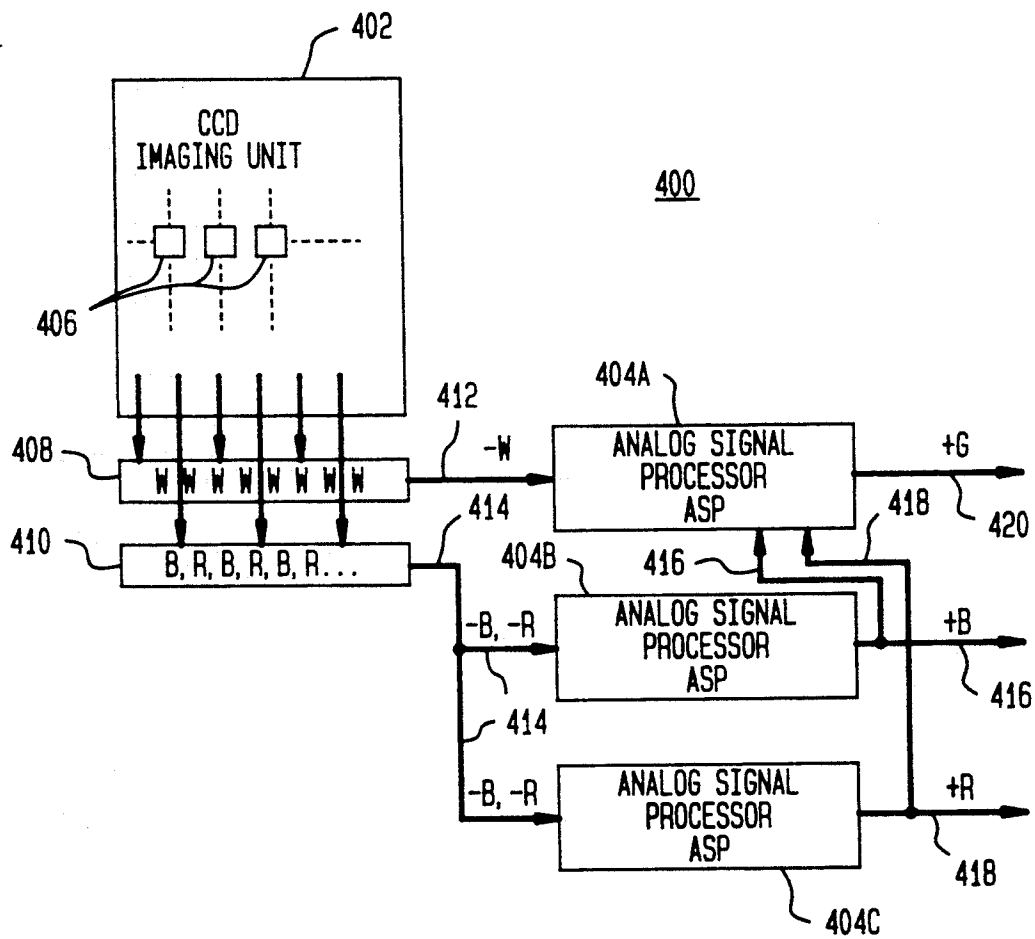 402
CCD
IMAGING UNIT
400
406
404A
412
408
W W W W W W W W
-W
ANALOG SIGNAL
PROCESSOR
ASP
+G
420
414
418
410
B, R, B, R, B, R...
404B
416
-B, -R
ANALOG SIGNAL
PROCESSOR
ASP
+B
416
414
-B, -R
ANALOG SIGNAL
PROCESSOR
ASP
+R
418
404C